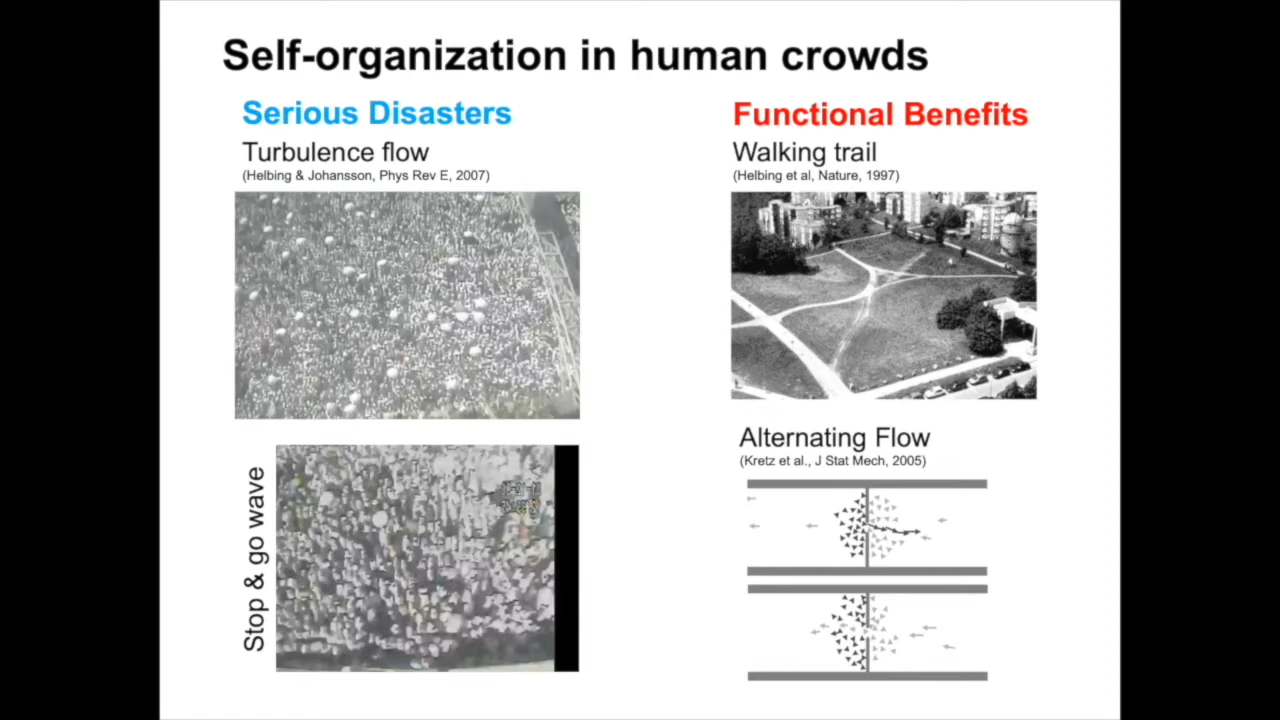 Self-organization in human crowds
Serious Disasters
Turbulence flow
(Helbing & Johansson, Phys Rev E, 2007)
Stop & go wave
Functional Benefits
Walking trail
(Helbing et al, Nature, 1997)
Alternating Flow
(Kretz et al., J Stat Mech, 2005)